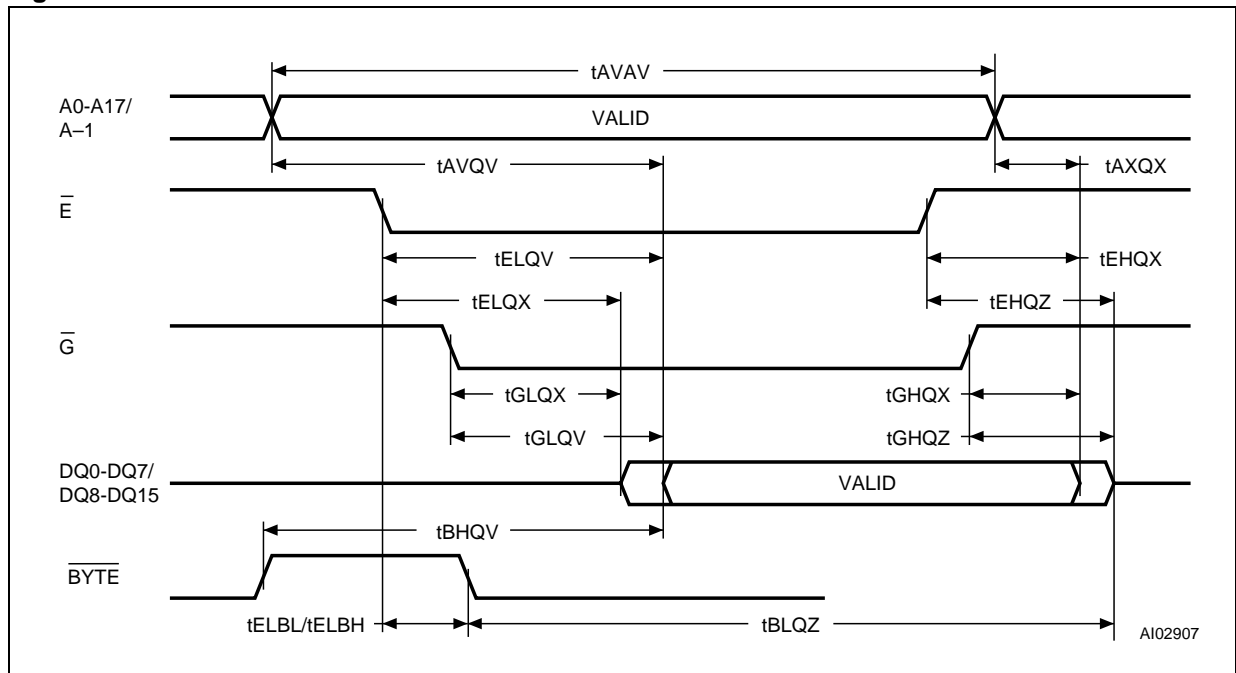 tAVAV
A0-A17/
A–1
VALID
tAVQV
tAXQX
E
tELQV
tEHQX
tELQX
tEHQZ
G
tGLQX
tGHQX
tGLQV
tGHQZ
DQ0-DQ7/
DQ8-DQ15
VALID
tBHQV
BYTE
tELBL/tELBH
tBLQZ
AI02907